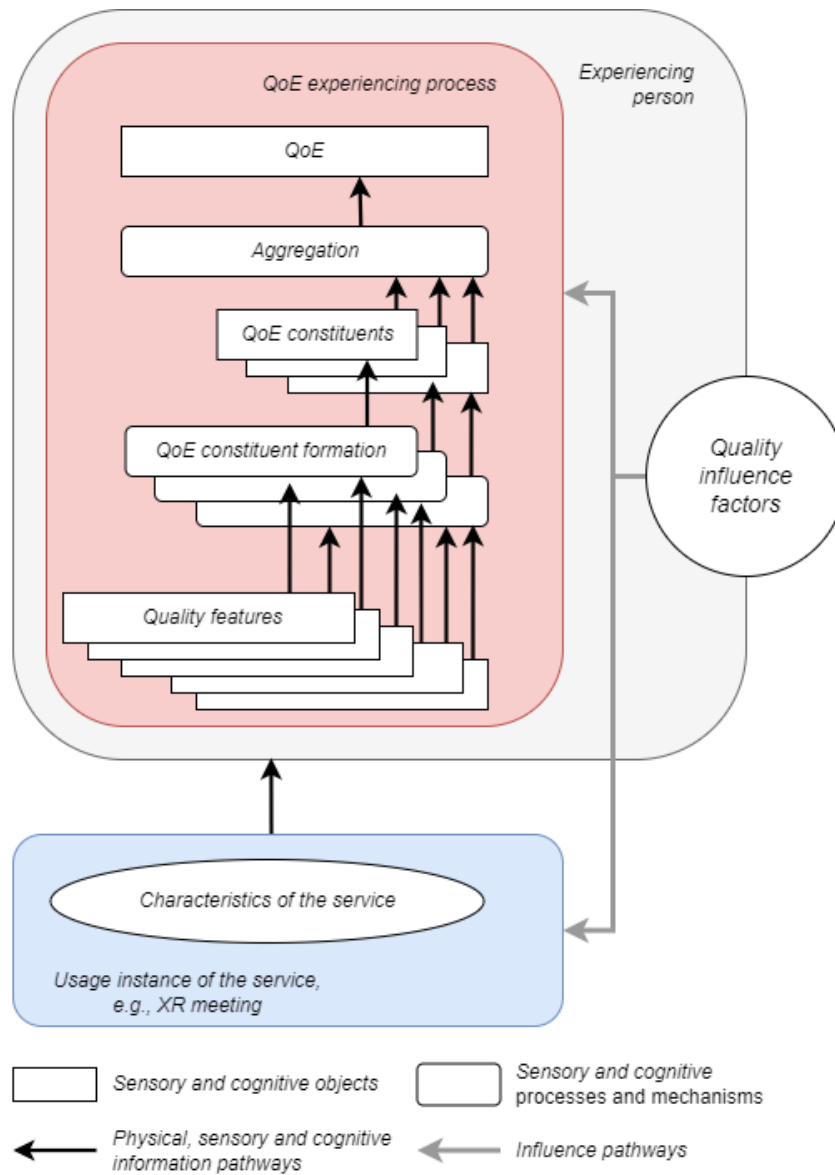 QoE experiencing process
Experiencing
person
QoE
Aggregation
QoE constituents
QoE constituent formation
Quality
influence
factors
Quality features
Characteristics of the service
Usage instance of the service,
e.g., XR meeting
Sensory and cognitive objects
Sensory and cognitive
processes and mechanisms
Physical, sensory and cognitive
information pathways
Influence pathways